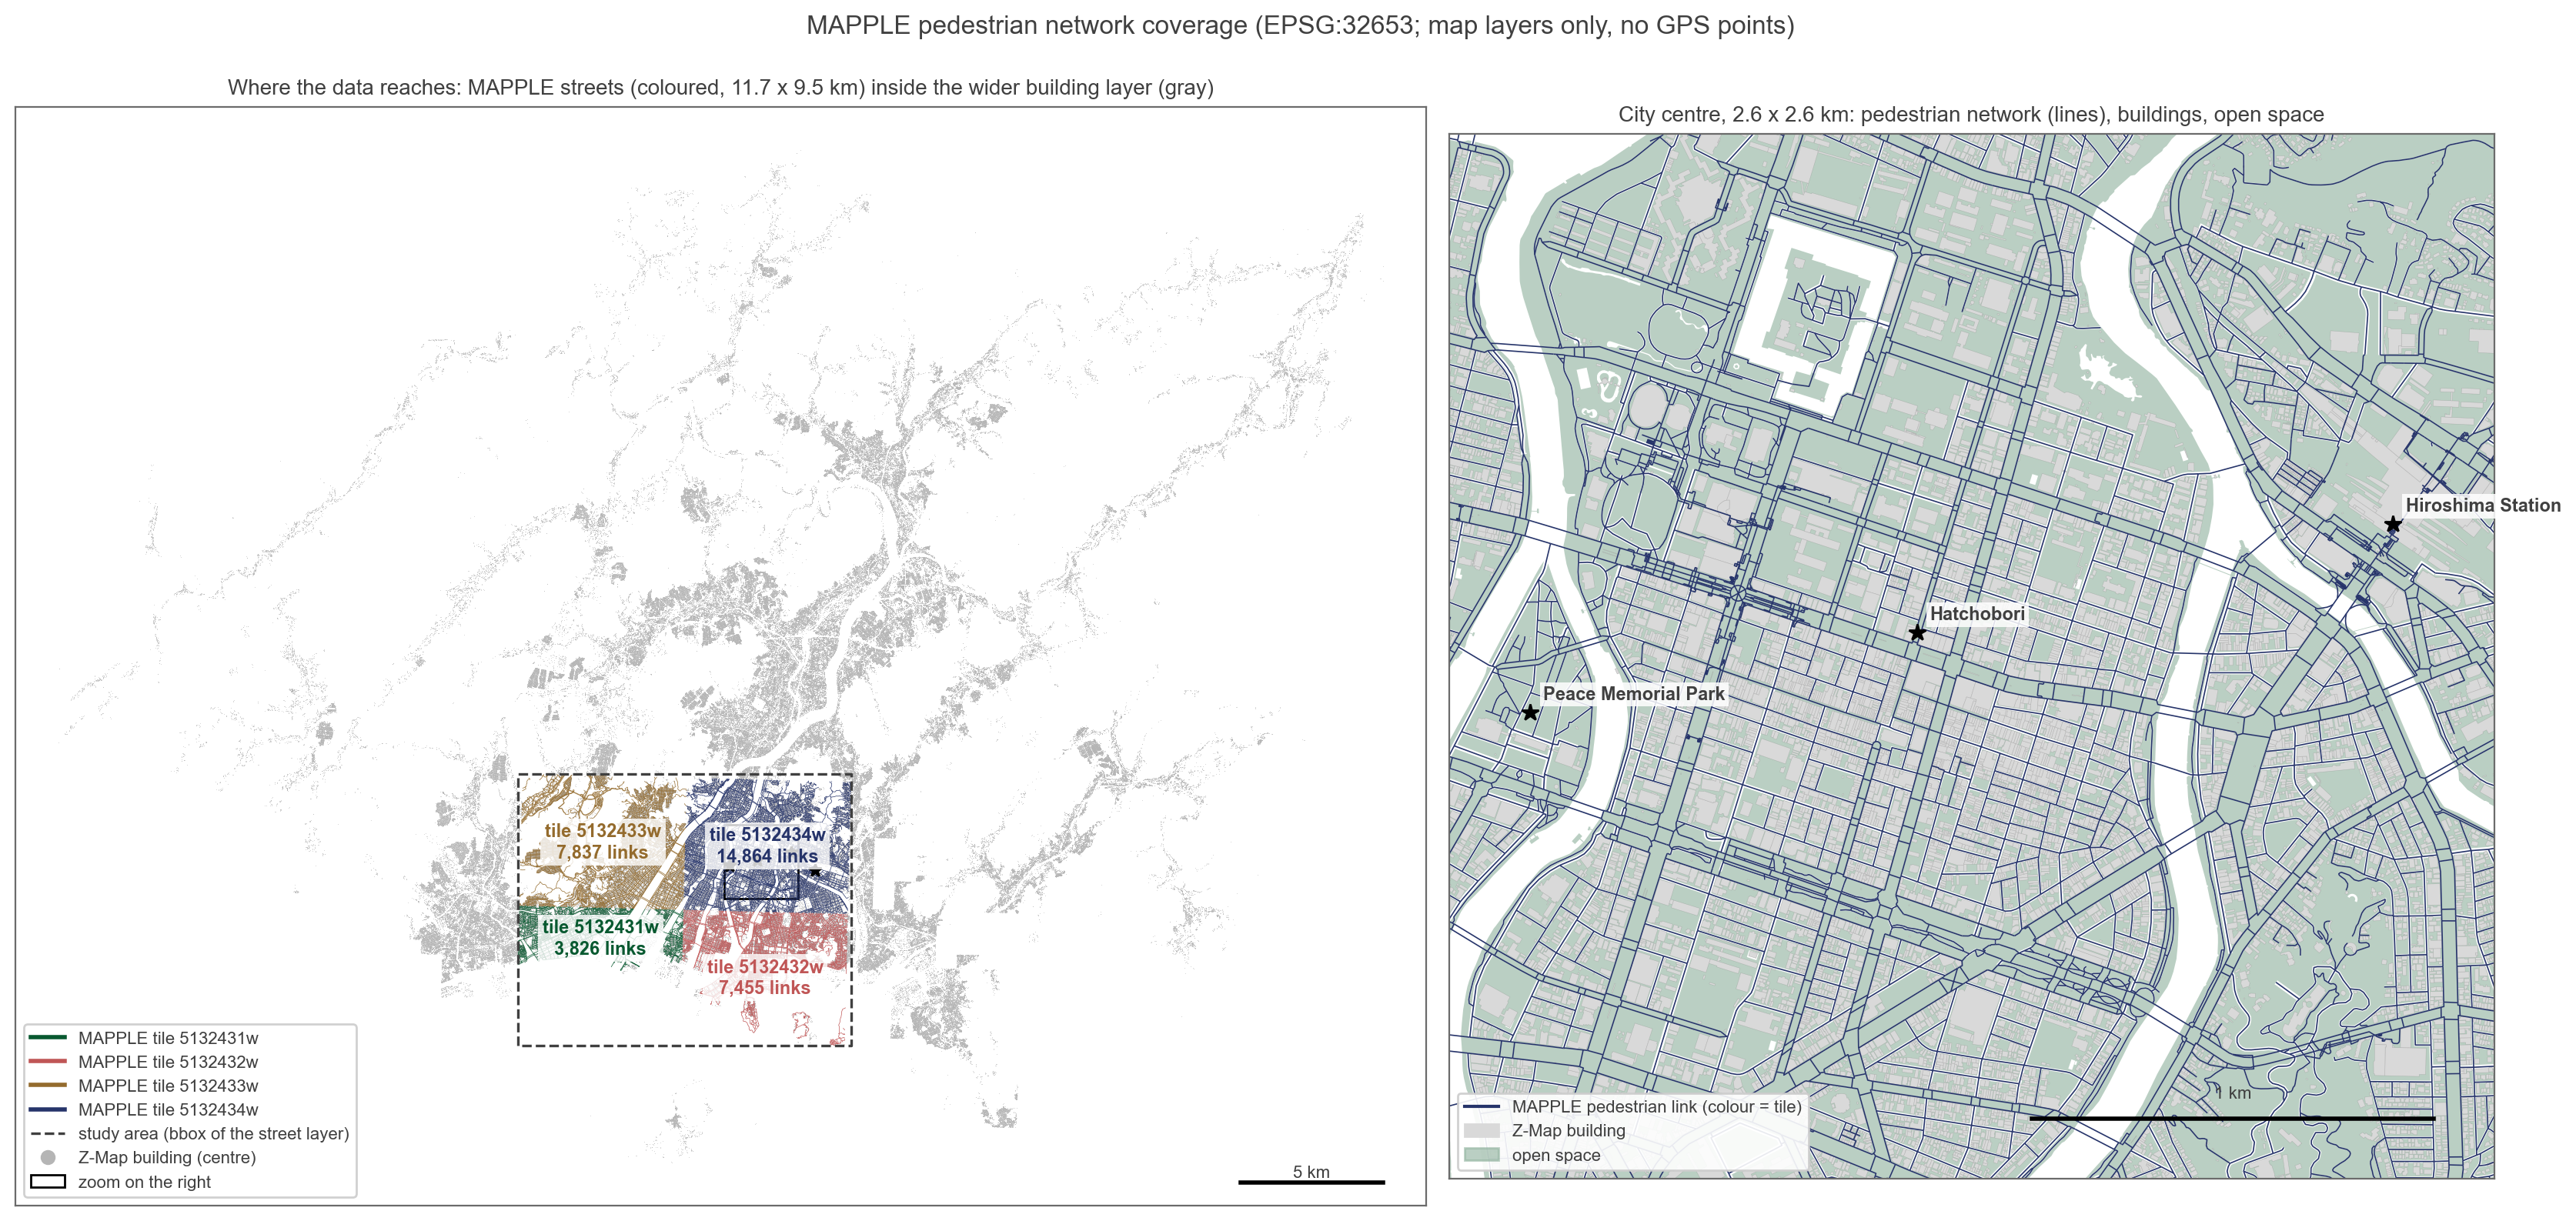 MAPPLE pedestrian network coverage (EPSG:32653; map layers only, no GPS points)
Where the data reaches: MAPPLE streets (coloured, 11.7 x 9.5 km) inside the wider building layer (gray)
tile 5132433w
7,837 links
tile 5132434w
14,864 links
tile 5132431w
3,826 links
tile 5132432w
7,455 links
MAPPLE tile 5132431w
MAPPLE tile 5132432w
MAPPLE tile 5132433w
MAPPLE tile 5132434w
study area (bbox of the street layer)
Z-Map building (centre)
zoom on the right
5 km
City centre, 2.6 x 2.6 km: pedestrian network (lines), buildings, open space
Hiroshima Station
Hatchobori
Peace Memorial Park
1 km
MAPPLE pedestrian link (colour = tile)
Z-Map building
open space